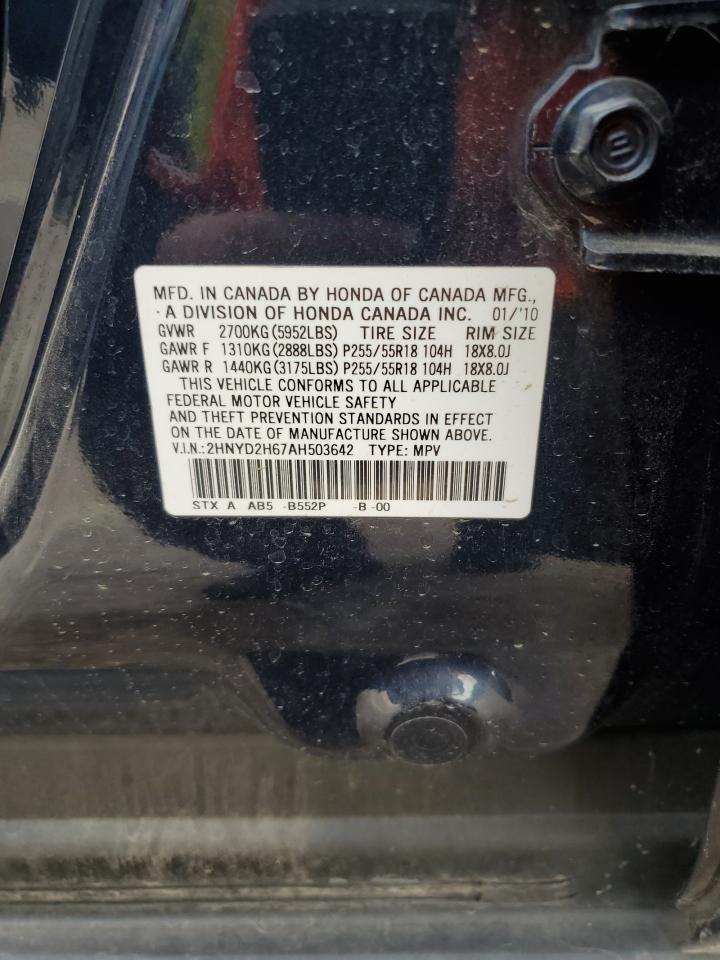 MFD. IN CANADA BY HONDA OF CANADA MFG.,
A DIVISION OF HONDA CANADA INC. 01/'10
GVWR 2700KG (5952LBS) TIRE SIZE RIM SIZE
GAWR F 1310KG (2888LBS) P255/55R18 104H 18X8.0J
GAWR R 1440KG (3175LBS) P255/55R18 104H 18X8.0J
THIS VEHICLE CONFORMS TO ALL APPLICABLE
FEDERAL MOTOR VEHICLE SAFETY
AND THEFT PREVENTION STANDARDS IN EFFECT
ON THE DATE OF MANUFACTURE SHOWN ABOVE.
V.I.N.:2HNYD2H67AH503642 TYPE: MPV
STX A AB5 -B552P -B -00